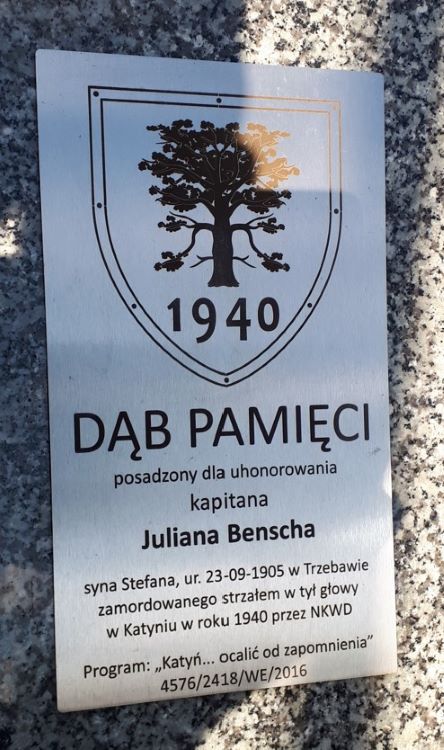 1940
DĄB PAMIĘCI
posadzony dla uhonorowania
kapitana
Juliana Benscha
syna Stefana, ur. 23-09-1905 w Trzebawie
zamordowanego strzałem w tył głowy
w Katyniu w roku 1940 przez NKWD
Program: „Katyń... ocalić od zapomnienia”
4576/2418/WE/2016